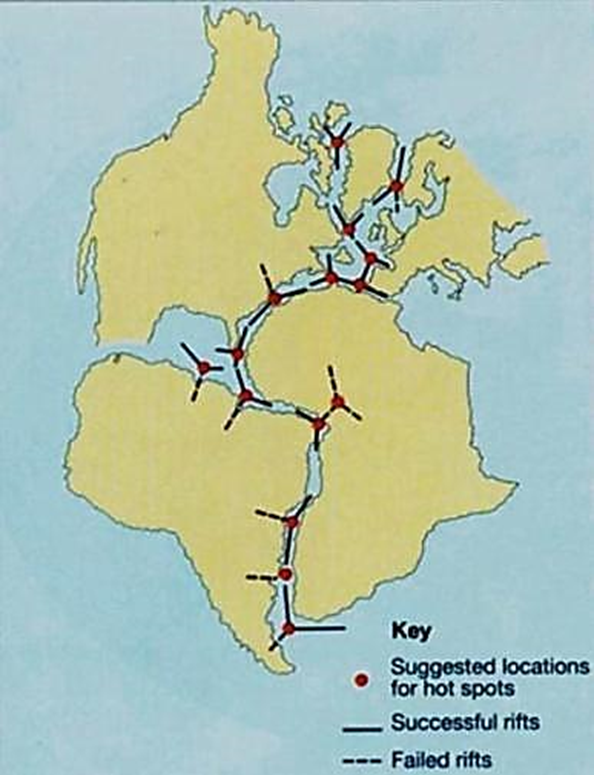 Key
Suggested locations
for hot spots
Successful rifts
Failed rifts